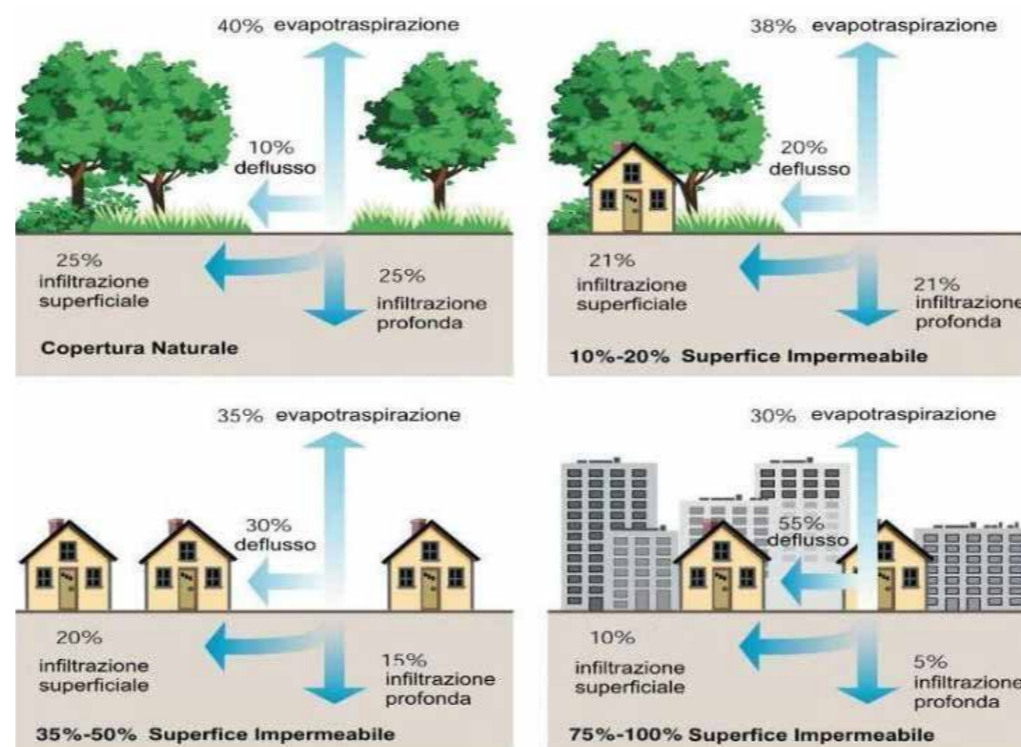 40% evapotraspirazione
10%
deflusso
25%
infiltrazione
superficiale
25%
infiltrazione
profonda
Copertura Naturale
38% evapotraspirazione
20%
deflusso
21%
infiltrazione
superficiale
21%
infiltrazione
profonda
10%-20% Superfice Impermeabile
35% evapotraspirazione
30%
deflusso
20%
infiltrazione
superficiale
15%
infiltrazione
profonda
35%-50% Superfice Impermeabile
30% evapotraspirazione
55%
deflusso
10%
infiltrazione
superficiale
5%
infiltrazione
profonda
75%-100% Superfice Impermeabile